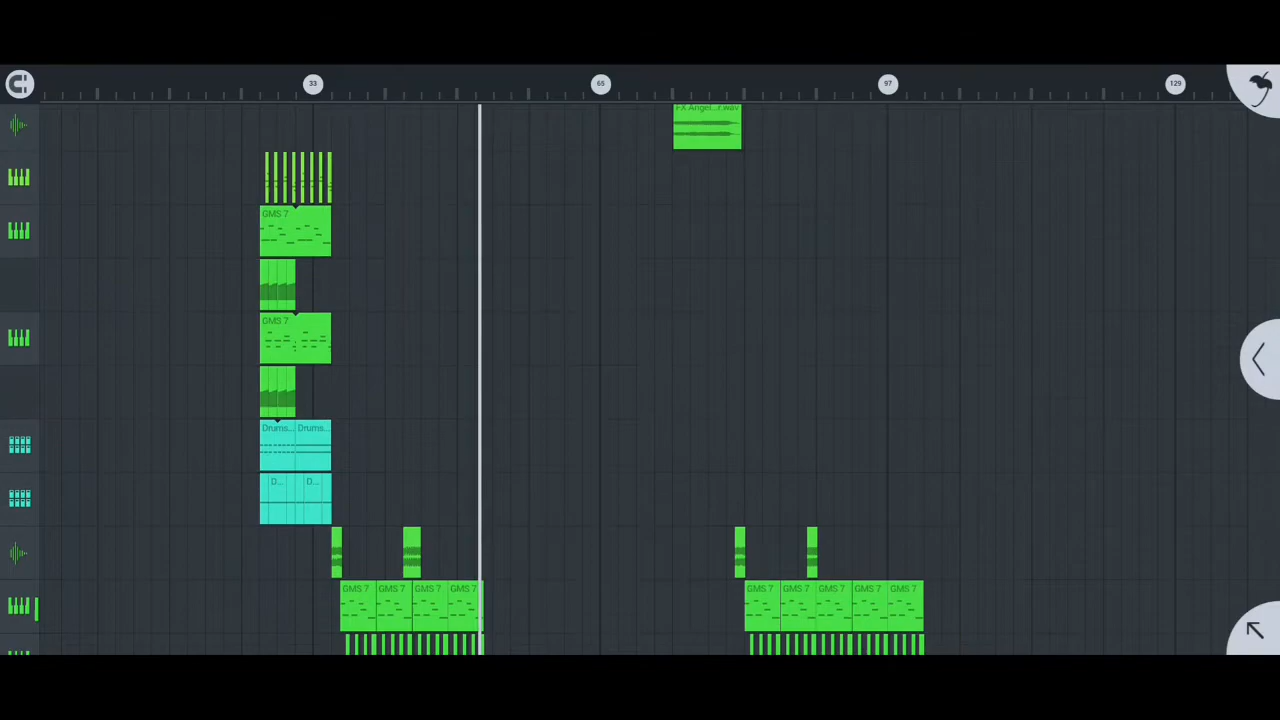 33 65 97 129
FX Angel...r.wav
GMS 7
GMS 7
Drums... Drums...
D... D...
GMS 7 GMS 7 GMS 7 GMS 7 GMS 7 GMS 7 GMS 7 GMS 7 GMS 7